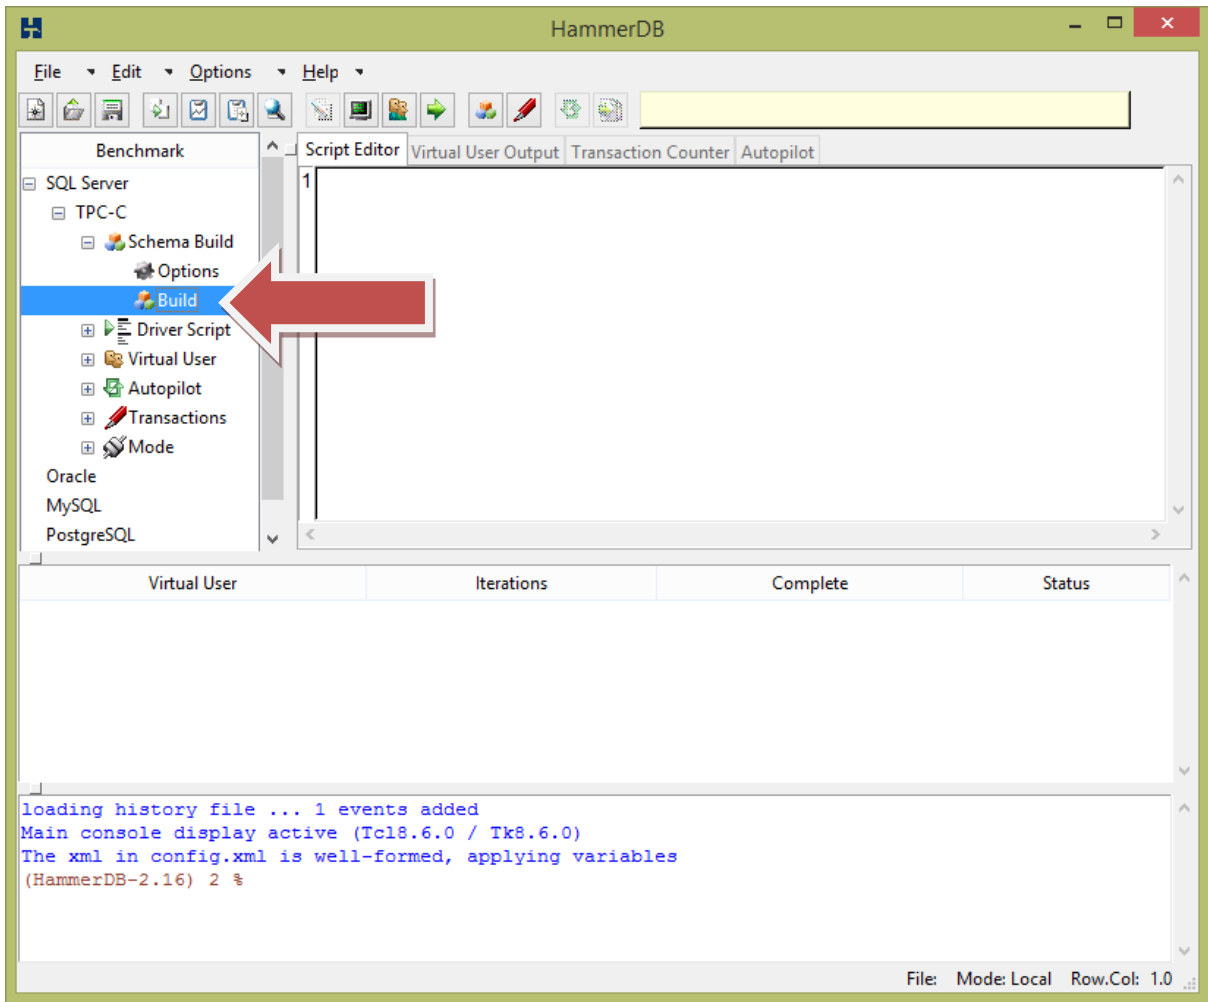 HammerDB
File Edit Options Help
Benchmark
SQL Server
TPC-C
Schema Build
Options
Build
Driver Script
Virtual User
Autopilot
Transactions
Mode
Oracle
MySQL
PostgreSQL
Script Editor Virtual User Output Transaction Counter Autopilot
1
Virtual User Iterations Complete Status
loading history file ... 1 events added
Main console display active (Tcl8.6.0 / Tk8.6.0)
The xml in config.xml is well-formed, applying variables
(HammerDB-2.16) 2 %
File: Mode: Local Row.Col: 1.0